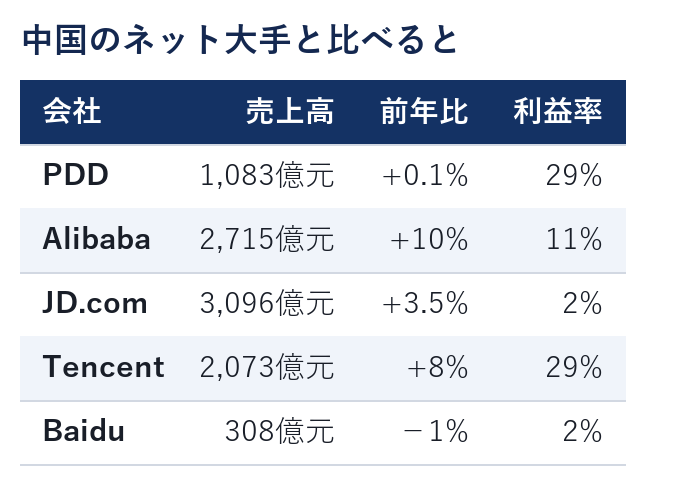 中国のネット大手と比べると
会社 売上高 前年比 利益率
PDD 1,083億元 +0.1% 29%
Alibaba 2,715億元 +10% 11%
JD.com 3,096億元 +3.5% 2%
Tencent 2,073億元 +8% 29%
Baidu 308億元 −1% 2%